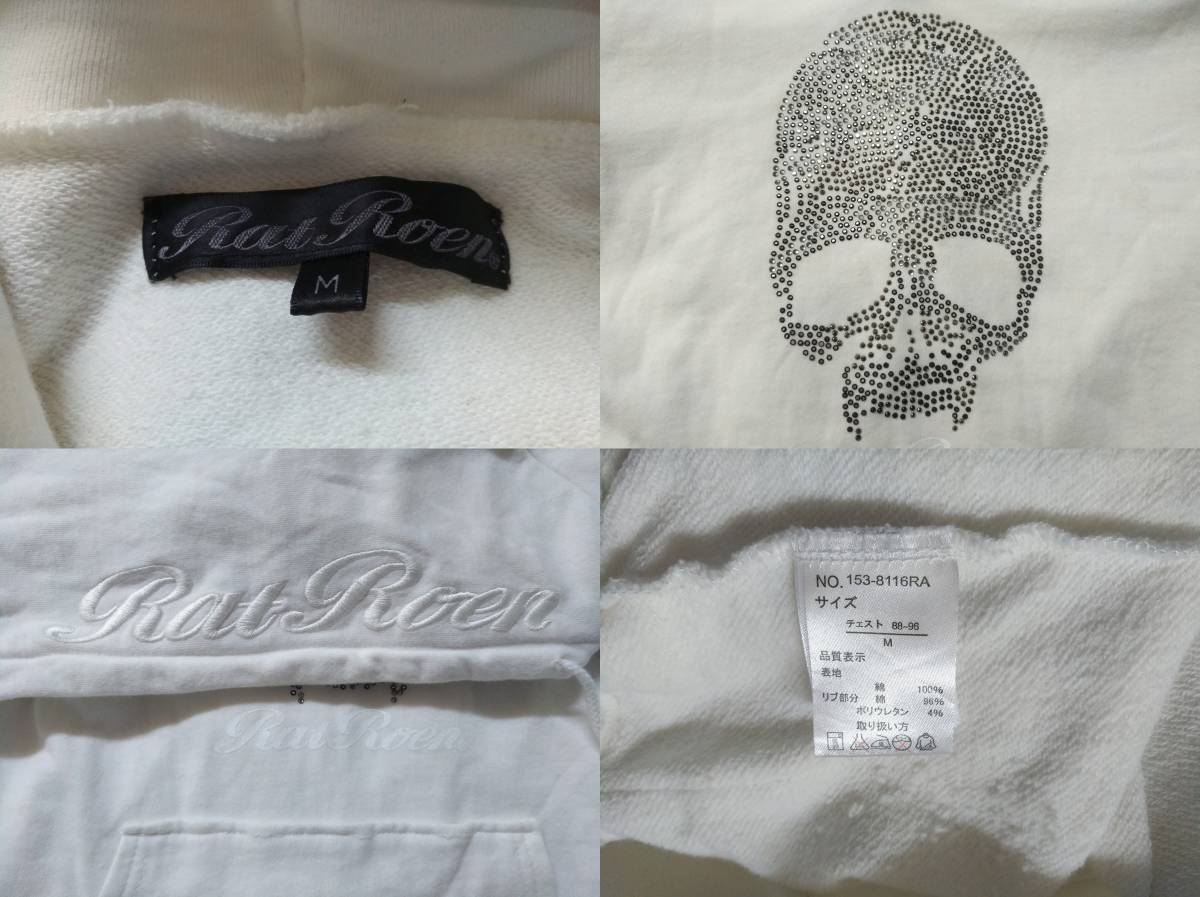 Rat Roen
M
Rat Roen
NO. 153-8116RA
サイズ
チェスト 88-96
M
品質表示
表地
綿 100%
リブ部分 綿 96%
ポリウレタン 4%
取り扱い方